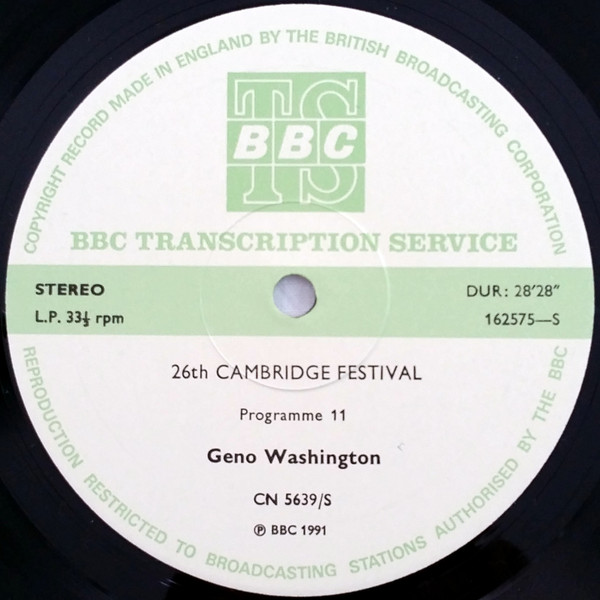 COPYRIGHT RECORD MADE IN ENGLAND BY THE BRITISH BROADCASTING CORPORATION
TS
BBC
BBC TRANSCRIPTION SERVICE
STEREO
L.P. 33⅓ rpm
DUR: 28′28″
162575—S
26th CAMBRIDGE FESTIVAL
Programme 11
Geno Washington
CN 5639/S
℗ BBC 1991
REPRODUCTION RESTRICTED TO BROADCASTING STATIONS AUTHORISED BY THE BBC